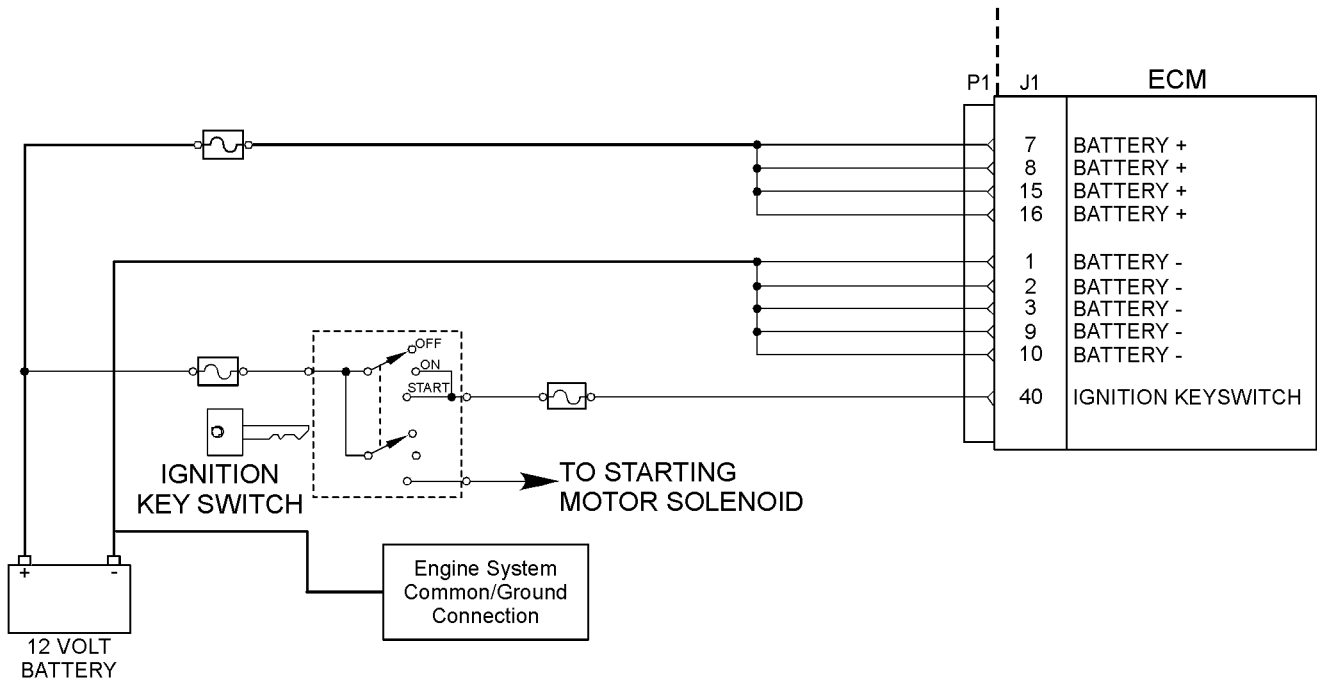 P1 J1 ECM
7 BATTERY +
8 BATTERY +
15 BATTERY +
16 BATTERY +
1 BATTERY -
2 BATTERY -
3 BATTERY -
9 BATTERY -
10 BATTERY -
40 IGNITION KEYSWITCH
OFF
ON
START
IGNITION
KEY SWITCH
TO STARTING
MOTOR SOLENOID
Engine System
Common/Ground
Connection
+ -
12 VOLT
BATTERY